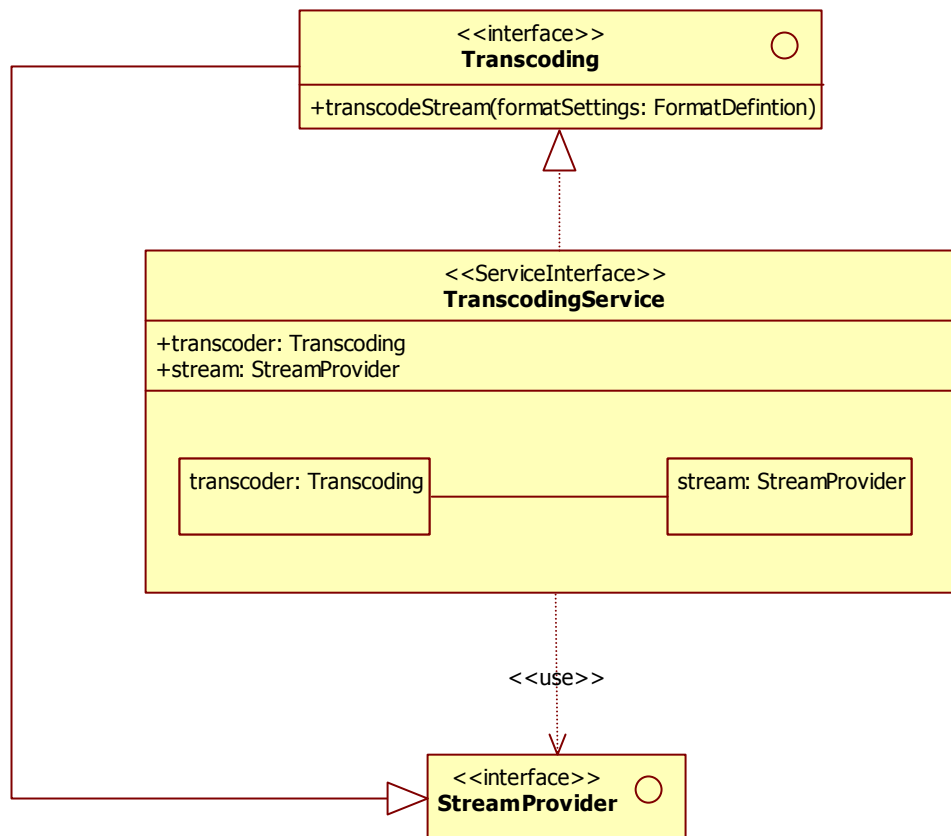 <<interface>>
Transcoding
+transcodeStream(formatSettings: FormatDefintion)
<<ServiceInterface>>
TranscodingService
+transcoder: Transcoding
+stream: StreamProvider
transcoder: Transcoding
stream: StreamProvider
<<use>>
<<interface>>
StreamProvider